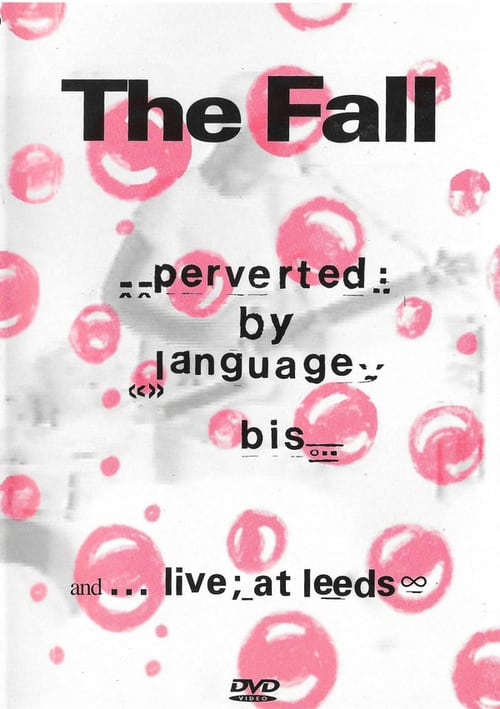 The Fall
perverted:
by
language
‹‹›››
bis
and... live; at leeds∞
DVD
VIDEO